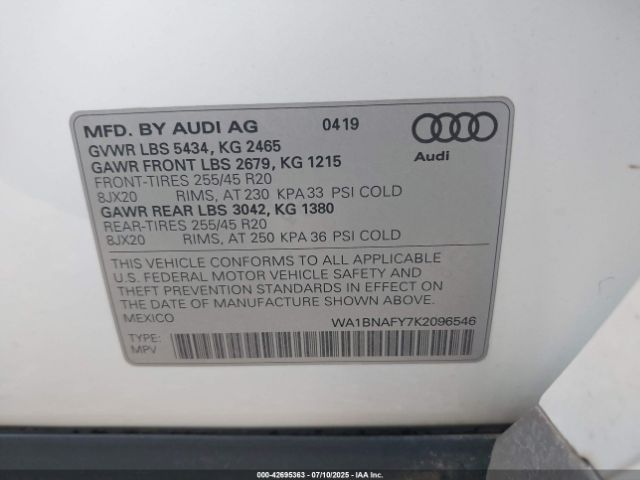 MFD. BY AUDI AG 0419
GVWR LBS 5434, KG 2465
GAWR FRONT LBS 2679, KG 1215
FRONT-TIRES 255/45 R20
8JX20 RIMS, AT 230 KPA 33 PSI COLD
GAWR REAR LBS 3042, KG 1380
REAR-TIRES 255/45 R20
8JX20 RIMS, AT 250 KPA 36 PSI COLD
Audi
THIS VEHICLE CONFORMS TO ALL APPLICABLE
U.S. FEDERAL MOTOR VEHICLE SAFETY AND
THEFT PREVENTION STANDARDS IN EFFECT ON
THE DATE OF MANUFACTURE SHOWN ABOVE.
MEXICO WA1BNAFY7K2096546
TYPE:
MPV
000-42695363 - 07/10/2025 - IAAI.COM